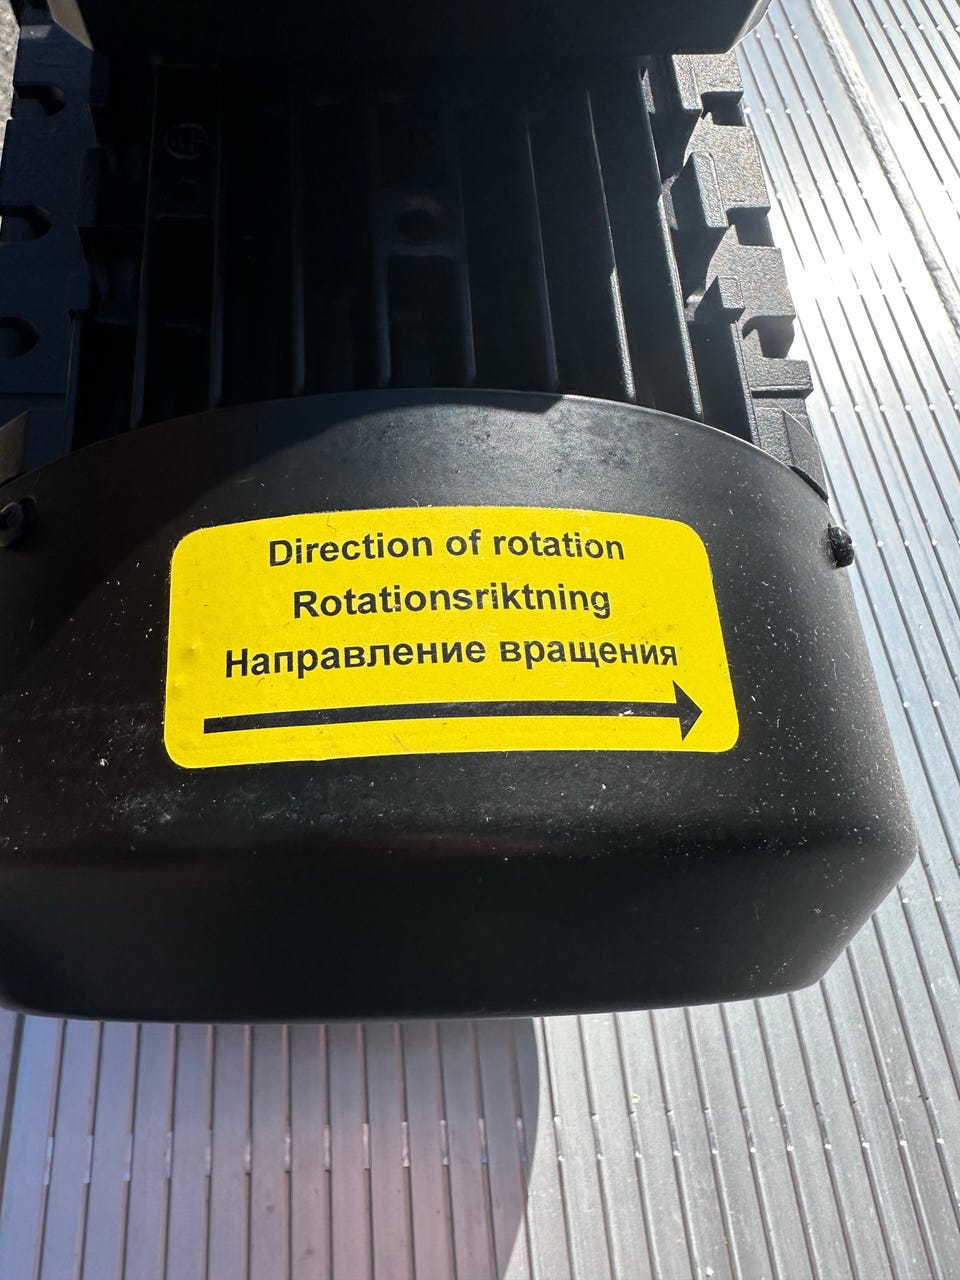 Direction of rotation
Rotationsriktning
Направление вращения